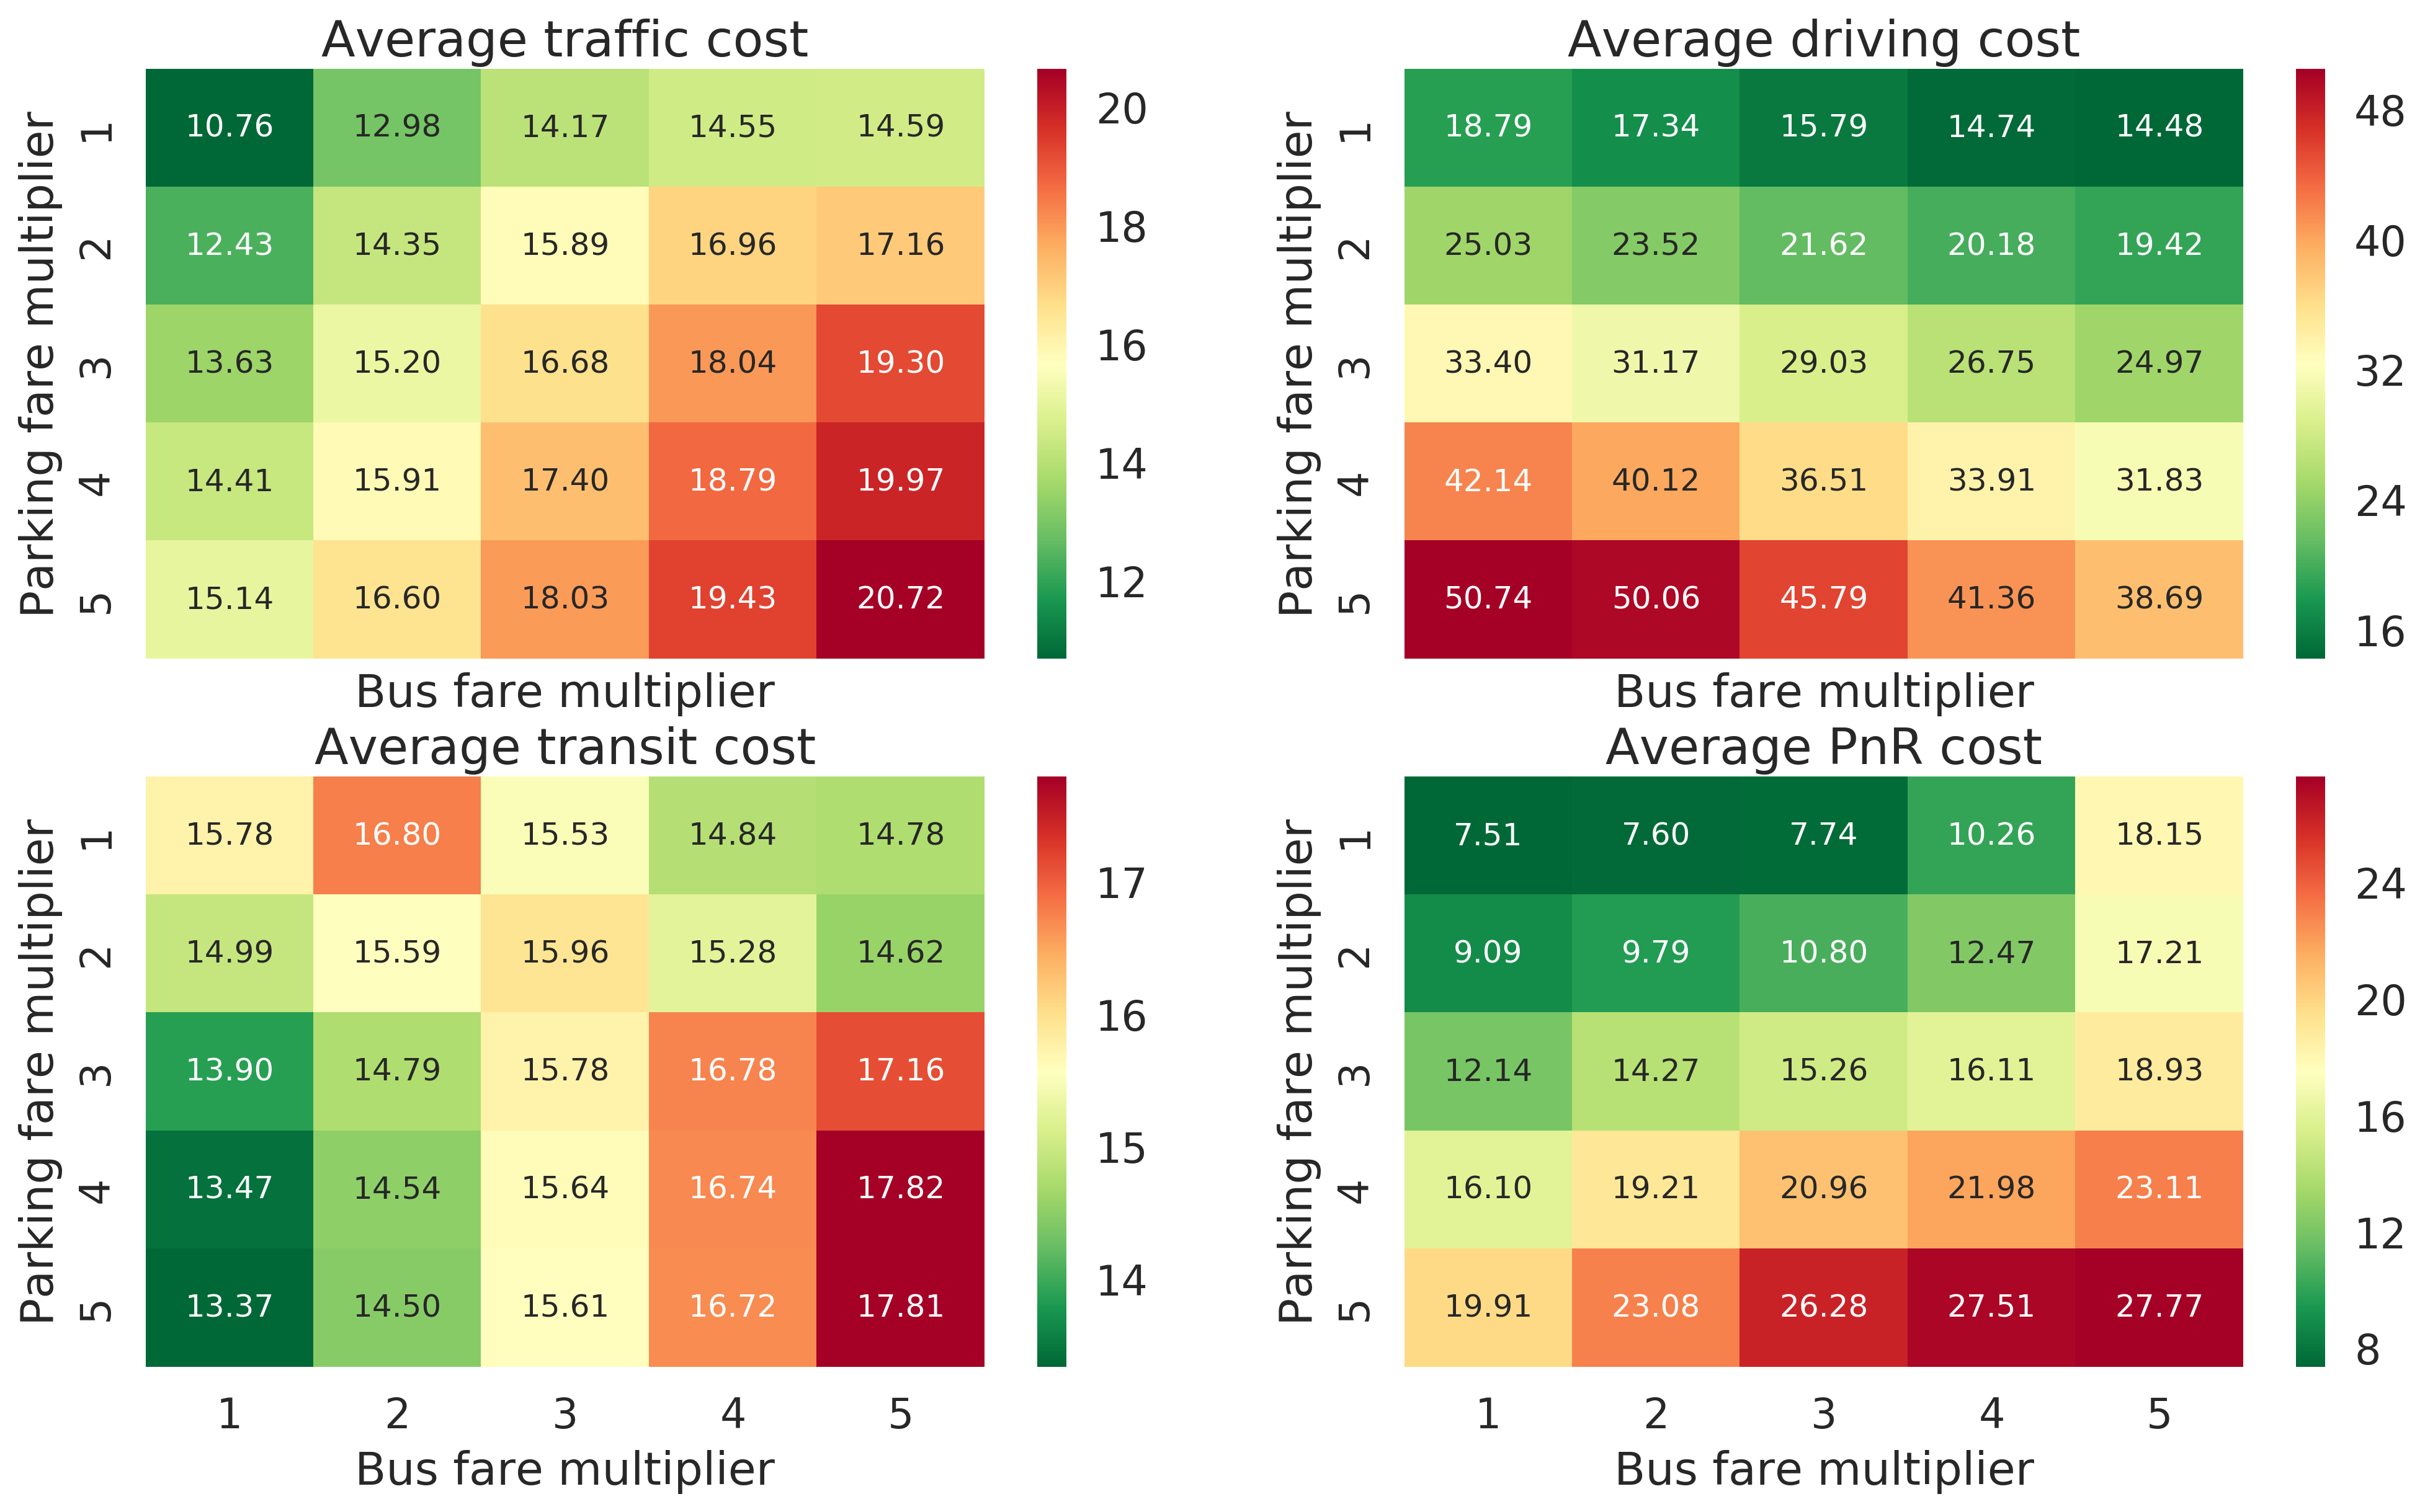 Average traffic cost
Parking fare multiplier
1 10.76 12.98 14.17 14.55 14.59
2 12.43 14.35 15.89 16.96 17.16
3 13.63 15.20 16.68 18.04 19.30
4 14.41 15.91 17.40 18.79 19.97
5 15.14 16.60 18.03 19.43 20.72
Bus fare multiplier
20
18
16
14
12
Average driving cost
Parking fare multiplier
1 18.79 17.34 15.79 14.74 14.48
2 25.03 23.52 21.62 20.18 19.42
3 33.40 31.17 29.03 26.75 24.97
4 42.14 40.12 36.51 33.91 31.83
5 50.74 50.06 45.79 41.36 38.69
Bus fare multiplier
48
40
32
24
16
Average transit cost
Parking fare multiplier
1 15.78 16.80 15.53 14.84 14.78
2 14.99 15.59 15.96 15.28 14.62
3 13.90 14.79 15.78 16.78 17.16
4 13.47 14.54 15.64 16.74 17.82
5 13.37 14.50 15.61 16.72 17.81
1 2 3 4 5
Bus fare multiplier
17
16
15
14
Average PnR cost
Parking fare multiplier
1 7.51 7.60 7.74 10.26 18.15
2 9.09 9.79 10.80 12.47 17.21
3 12.14 14.27 15.26 16.11 18.93
4 16.10 19.21 20.96 21.98 23.11
5 19.91 23.08 26.28 27.51 27.77
1 2 3 4 5
Bus fare multiplier
24
20
16
12
8